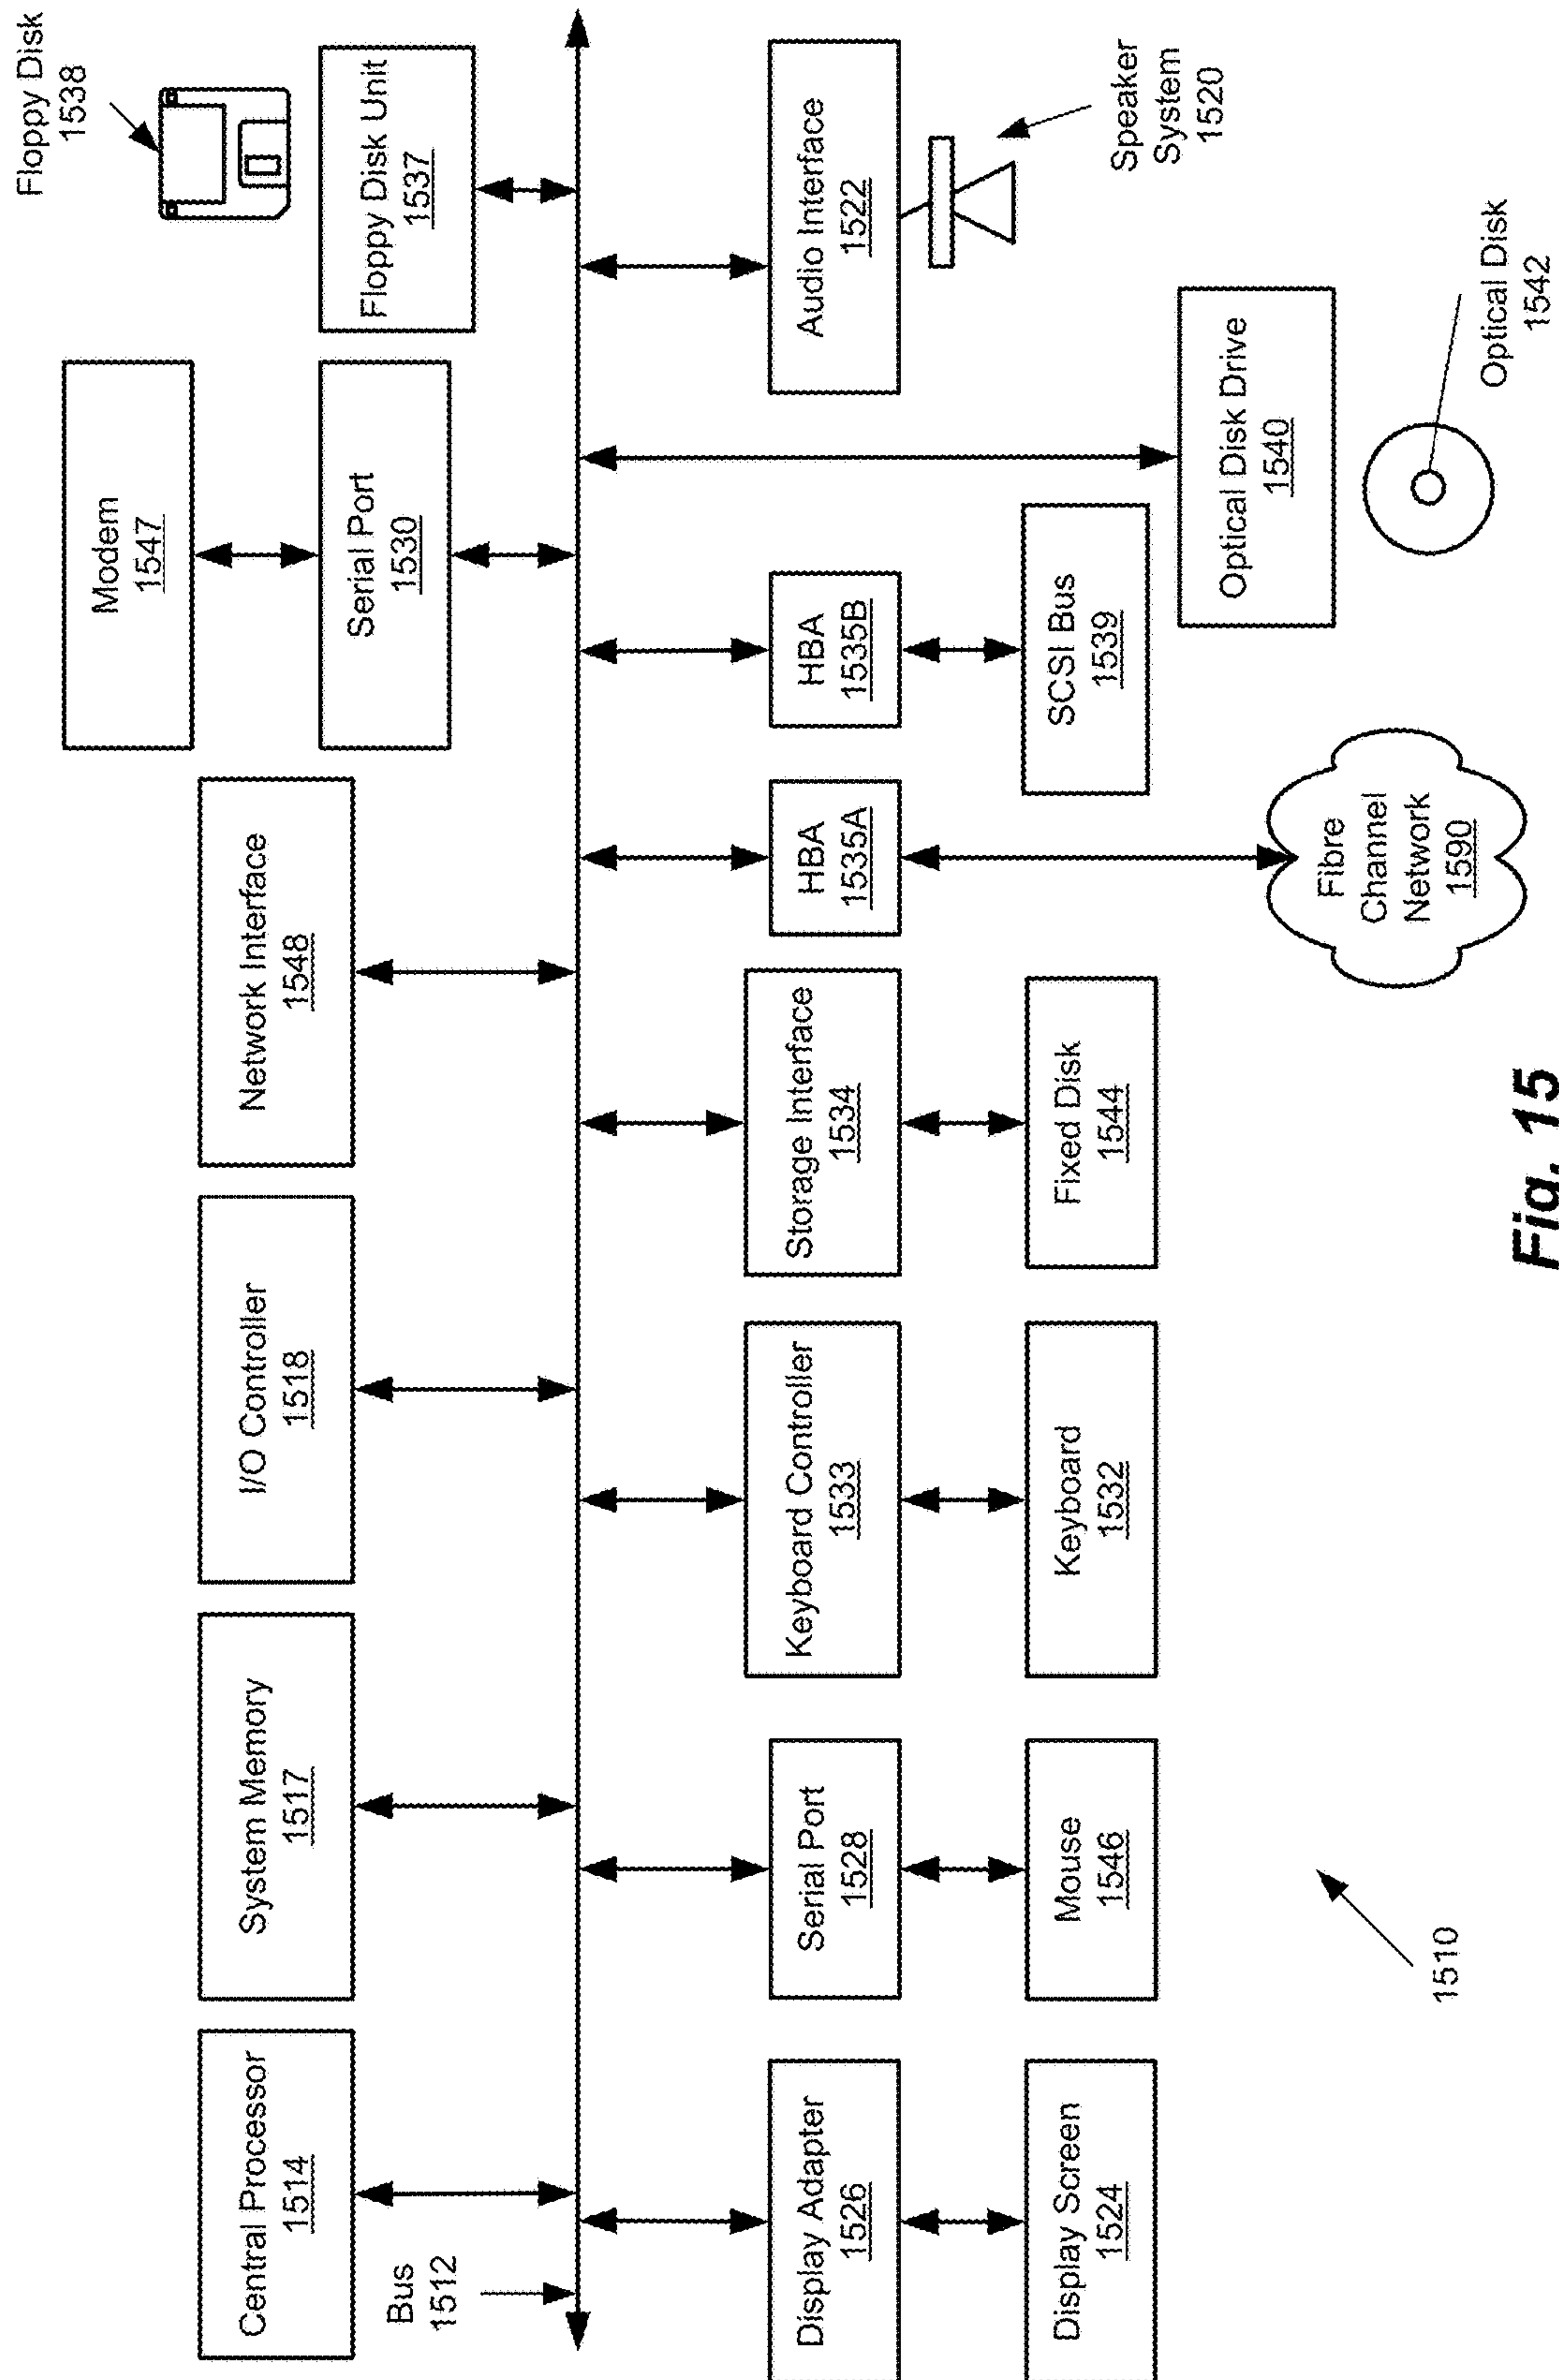 Central Processor
1514
System Memory
1517
I/O Controller
1518
Network Interface
1548
Modem
1547
Serial Port
1530
Floppy Disk
1538
Floppy Disk Unit
1537
Bus
1512
Display Adapter
1526
Display Screen
1524
Serial Port
1528
Mouse
1546
Keyboard Controller
1533
Keyboard
1532
Storage Interface
1534
Fixed Disk
1544
HBA
1535A
Fibre
Channel
Network
1590
HBA
1535B
SCSI Bus
1539
Optical Disk Drive
1540
Optical Disk
1542
Audio Interface
1522
Speaker
System
1520
1510
Fig. 15